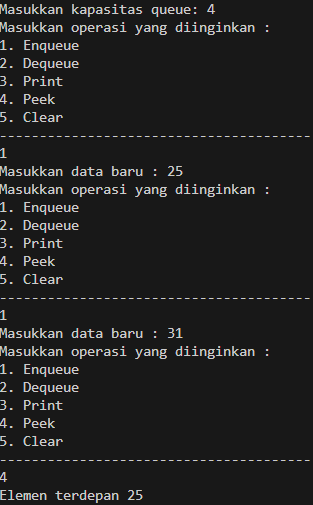 Masukkan kapasitas queue: 4
Masukkan operasi yang diinginkan :
1. Enqueue
2. Dequeue
3. Print
4. Peek
5. Clear
---------------------------------------
1
Masukkan data baru : 25
Masukkan operasi yang diinginkan :
1. Enqueue
2. Dequeue
3. Print
4. Peek
5. Clear
---------------------------------------
1
Masukkan data baru : 31
Masukkan operasi yang diinginkan :
1. Enqueue
2. Dequeue
3. Print
4. Peek
5. Clear
---------------------------------------
4
Elemen terdepan 25